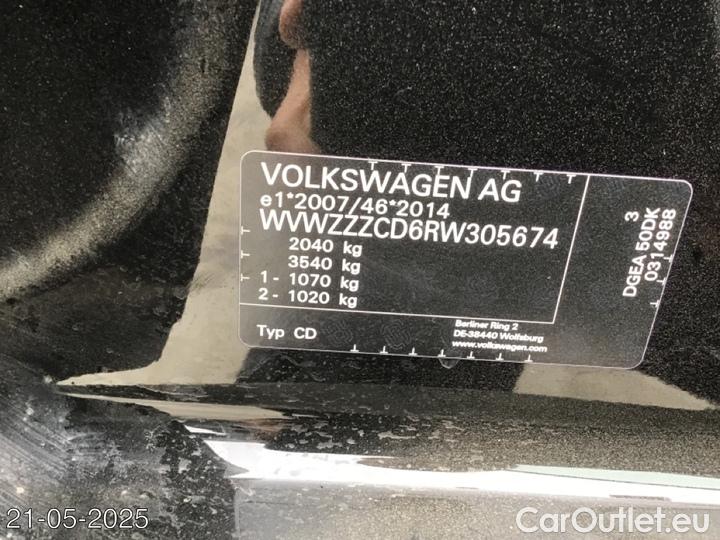 VOLKSWAGEN AG
e1*2007/46*2014
WVWZZZCD6RW305674
2040 kg
3540 kg
1 - 1070 kg
2 - 1020 kg
Typ CD
Berliner Ring 2
DE-38440 Wolfsburg
www.volkswagen.com
3
DGEA 50DK
0314988
21-05-2025
CarOutlet.eu